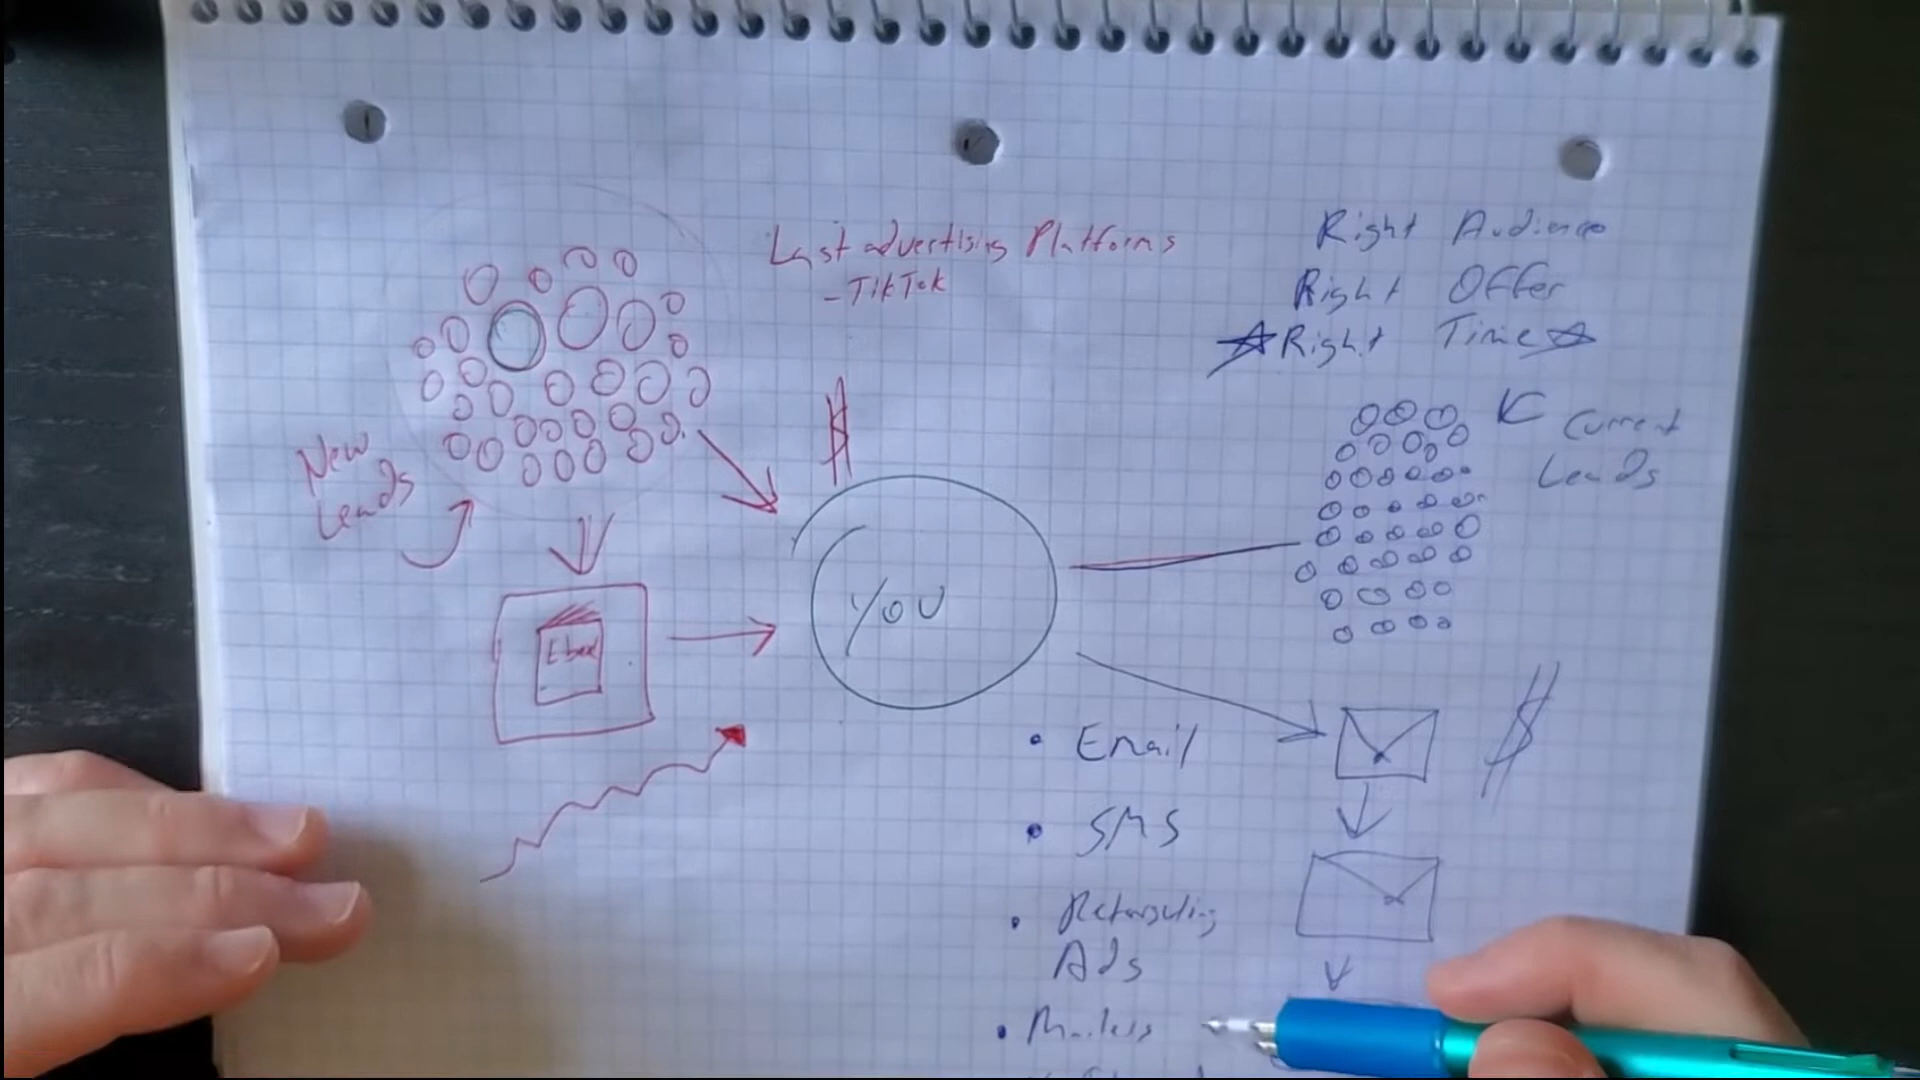 Last advertising Platforms
- TikTok
Right Audience
Right Offer
Right Time
New
Leads
$
Current
Leads
YOU
Ebook
$
• Email
• SMS
• Retargeting
Ads
• Mailers